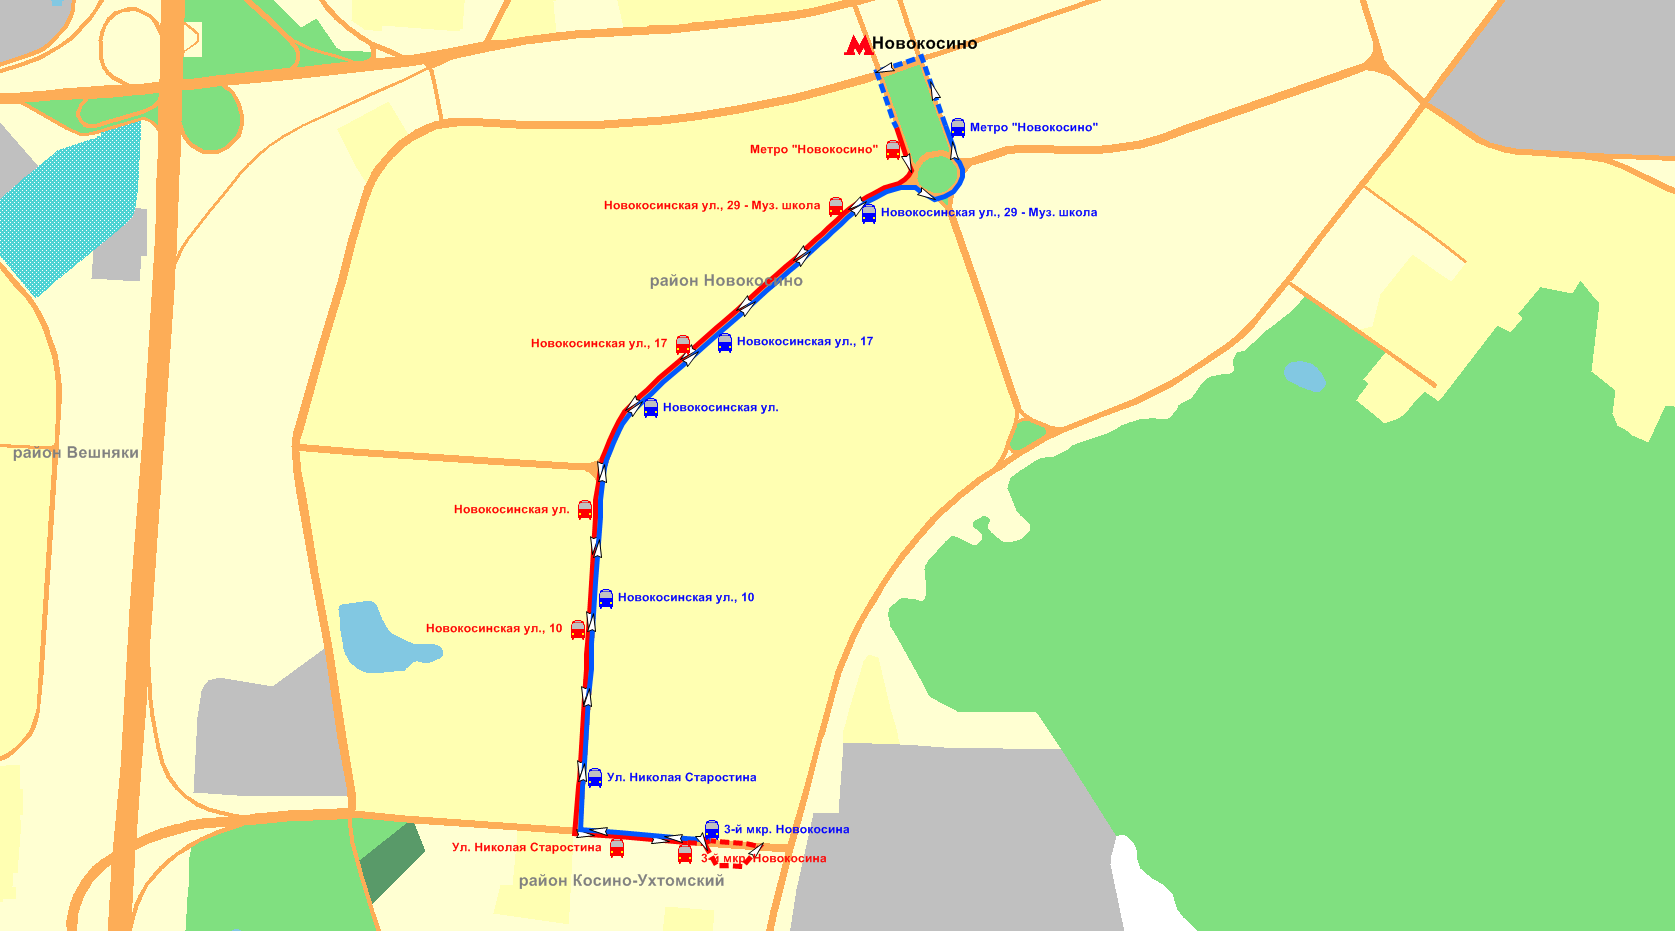 Новокосино
Метро "Новокосино"
Метро "Новокосино"
Новокосинская ул., 29 - Муз. школа
Новокосинская ул., 29 - Муз. школа
район Новокосино
Новокосинская ул., 17
Новокосинская ул., 17
Новокосинская ул.
район Вешняки
Новокосинская ул.
Новокосинская ул., 10
Новокосинская ул., 10
Ул. Николая Старостина
3-й мкр. Новокосина
Ул. Николая Старостина
3-й мкр. Новокосина
район Косино-Ухтомский